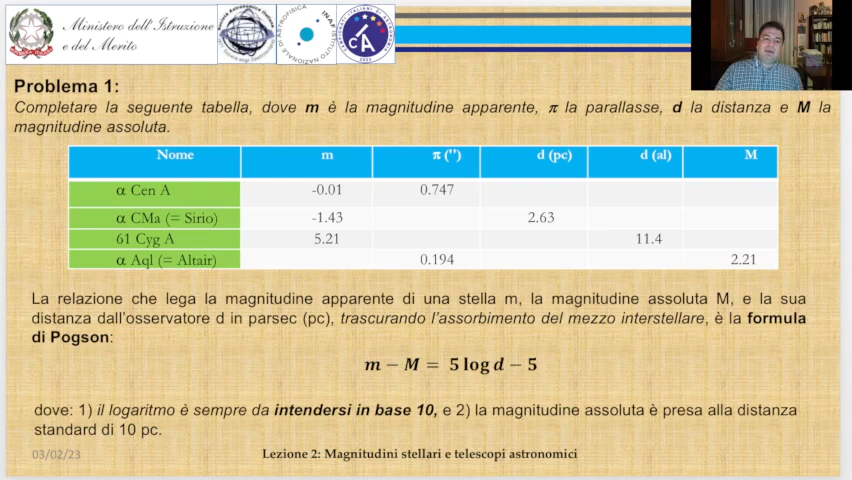 Ministero dell'Istruzione
e del Merito
Problema 1:
Completare la seguente tabella, dove m è la magnitudine apparente, π la parallasse, d la distanza e M la
magnitudine assoluta.
Nome m π (") d (pc) d (al) M
α Cen A -0.01 0.747
α CMa (= Sirio) -1.43 2.63
61 Cyg A 5.21 11.4
α Aql (= Altair) 0.194 2.21
La relazione che lega la magnitudine apparente di una stella m, la magnitudine assoluta M, e la sua
distanza dall'osservatore d in parsec (pc), trascurando l'assorbimento del mezzo interstellare, è la formula
di Pogson:
m − M = 5 log d − 5
dove: 1) il logaritmo è sempre da intendersi in base 10, e 2) la magnitudine assoluta è presa alla distanza
standard di 10 pc.
03/02/23 Lezione 2: Magnitudini stellari e telescopi astronomici